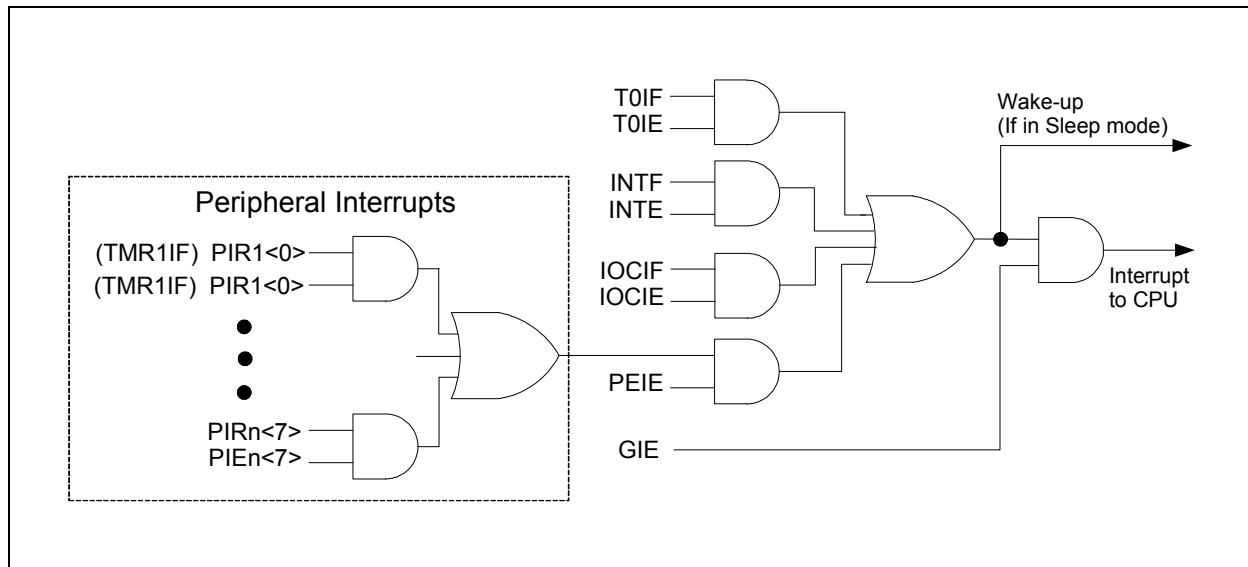 T0IF
T0IE
Wake-up
(If in Sleep mode)
INTF
INTE
Peripheral Interrupts
(TMR1IF) PIR1<0>
(TMR1IF) PIR1<0>
IOCIF
IOCIE
Interrupt
to CPU
PEIE
PIRn<7>
PIEn<7>
GIE